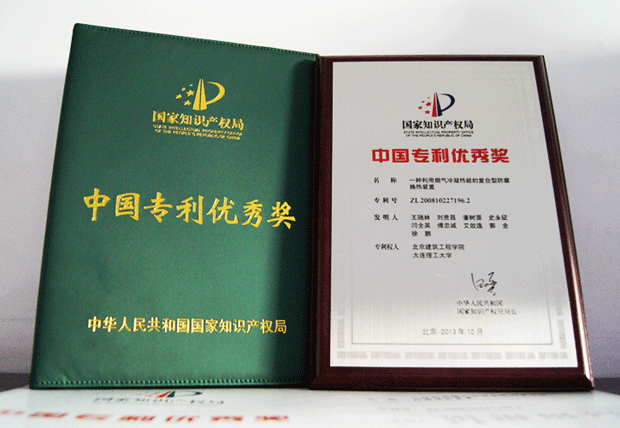 国家知识产权局
STATE INTELLECTUAL PROPERTY OFFICE
OF THE PEOPLE'S REPUBLIC OF CHINA
中国专利优秀奖
中华人民共和国国家知识产权局
国家知识产权局
STATE INTELLECTUAL PROPERTY OFFICE
OF THE PEOPLE'S REPUBLIC OF CHINA
中国专利优秀奖
名 称 一种利用烟气冷凝热能的复合型防腐
换热装置
专利号 ZL200810227196.2
发明人 王随林 刘贵昌 潘树源 史永征
闫全英 傅忠诚 艾效逸 郭全
徐鹏
专利权人 北京建筑工程学院
大连理工大学
中华人民共和国
国家知识产权局局长
北京 2013年10月
中国专利优秀奖